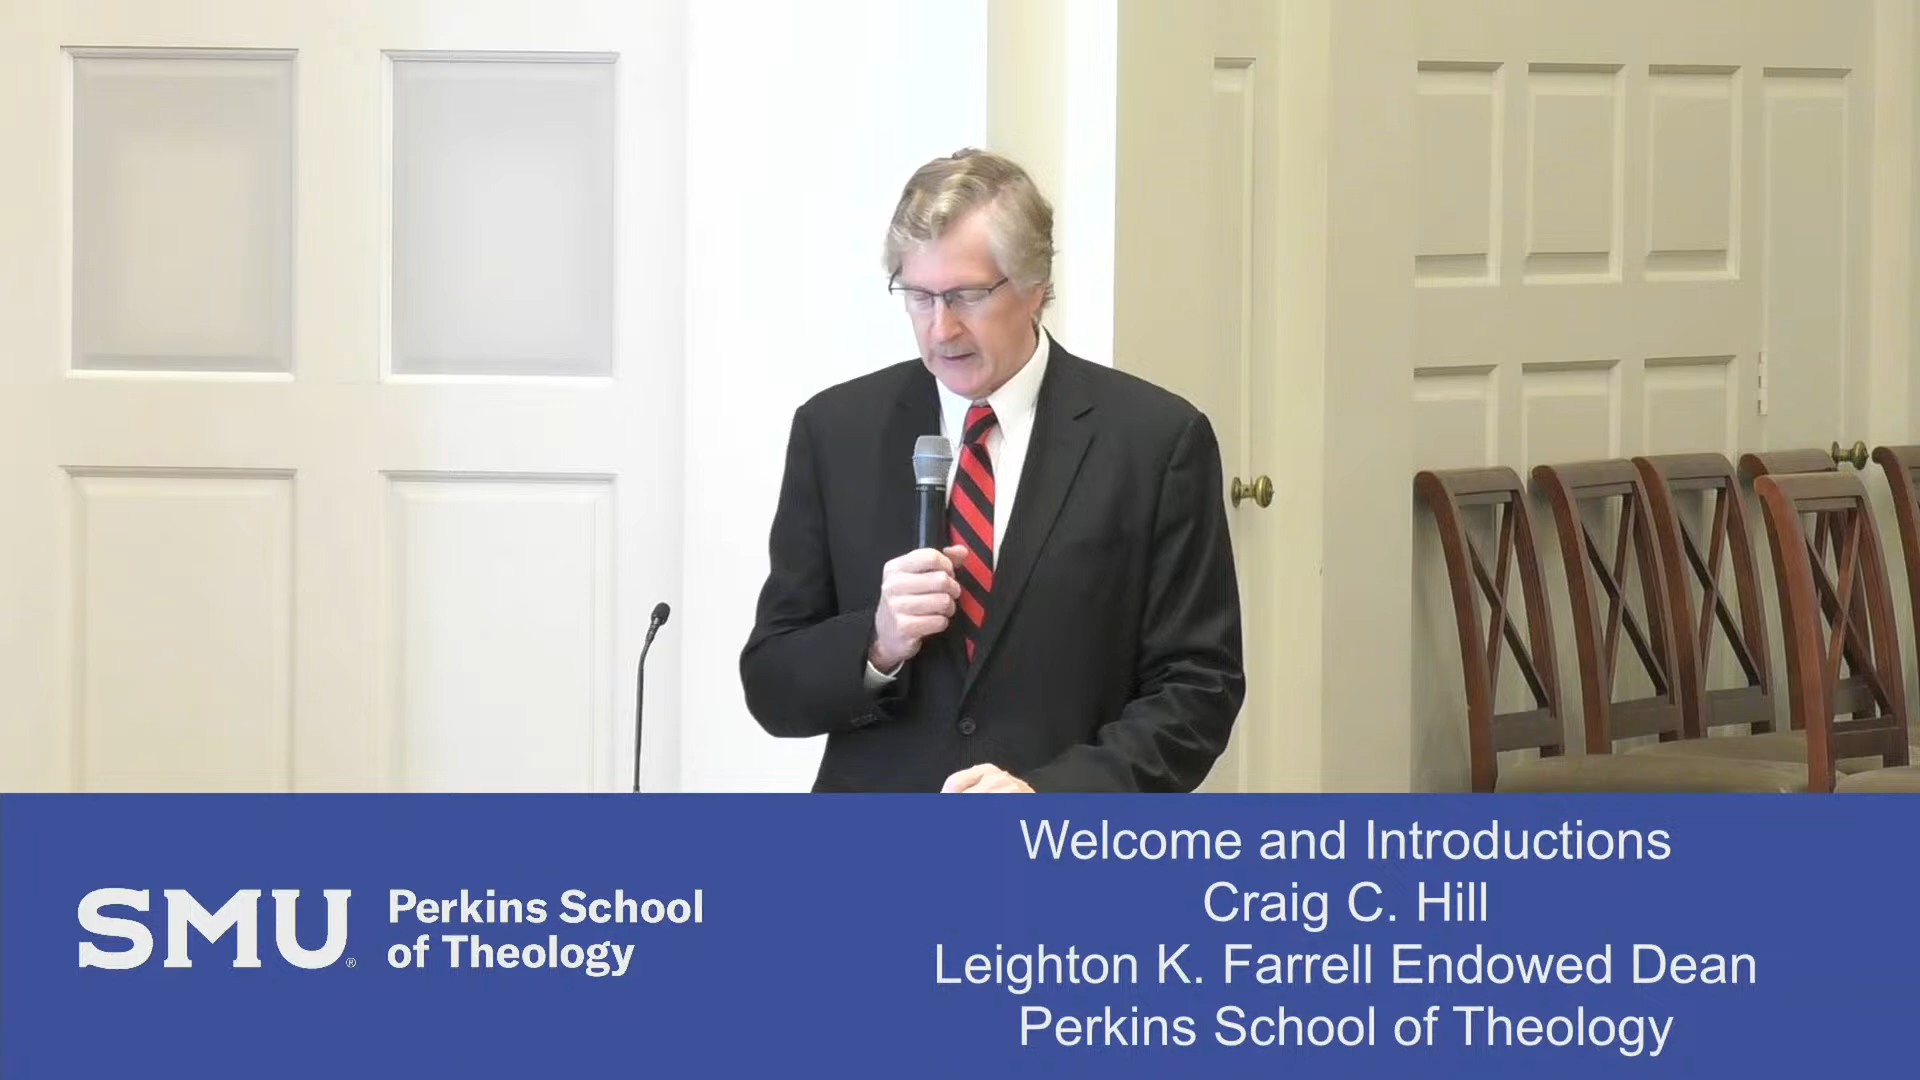 SMU®
Perkins School
of Theology
Welcome and Introductions
Craig C. Hill
Leighton K. Farrell Endowed Dean
Perkins School of Theology